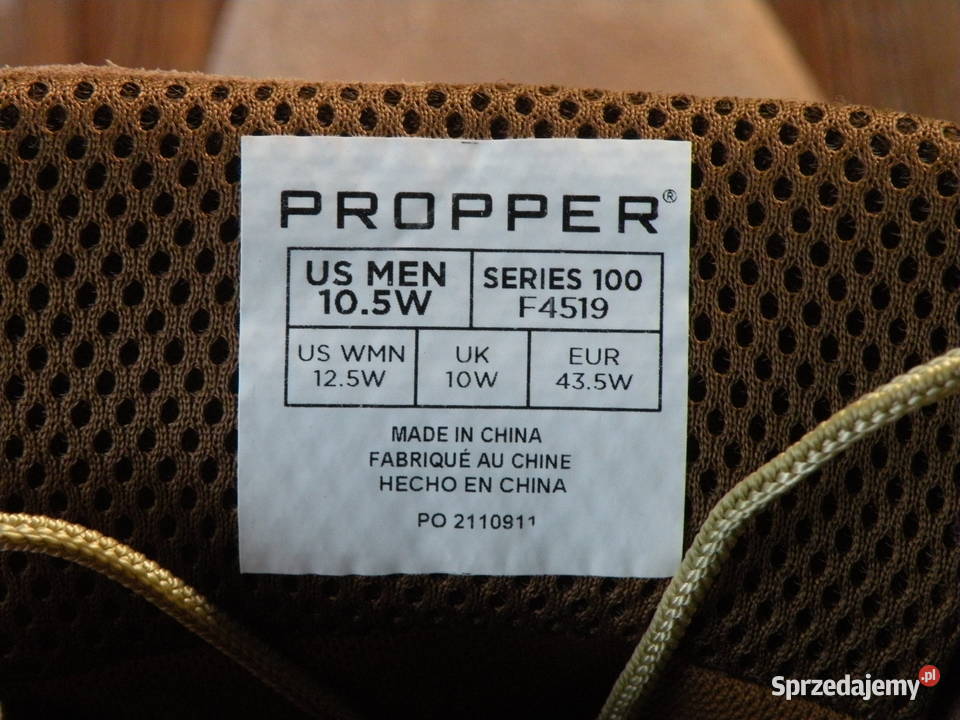 PROPPER®
US MEN
10.5W
SERIES 100
F4519
US WMN
12.5W
UK
10W
EUR
43.5W
MADE IN CHINA
FABRIQUÉ AU CHINE
HECHO EN CHINA
PO 2110911
Sprzedajemy.pl